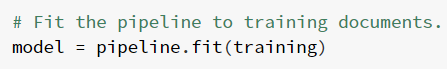 # Fit the pipeline to training documents.
model = pipeline.fit(training)